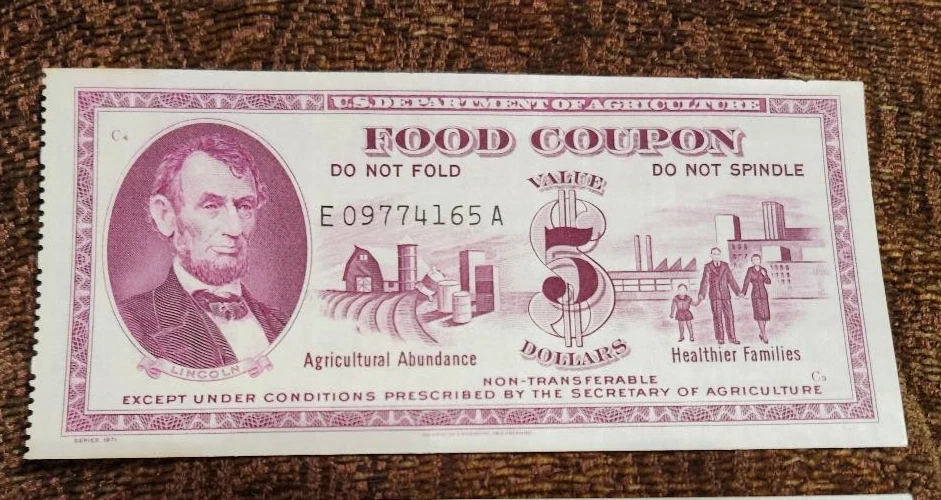 U.S. DEPARTMENT OF AGRICULTURE
C4
FOOD COUPON
DO NOT FOLD
DO NOT SPINDLE
VALUE
E 09774165 A
5
DOLLARS
LINCOLN
Agricultural Abundance
Healthier Families
NON-TRANSFERABLE
EXCEPT UNDER CONDITIONS PRESCRIBED BY THE SECRETARY OF AGRICULTURE
SERIES 1971